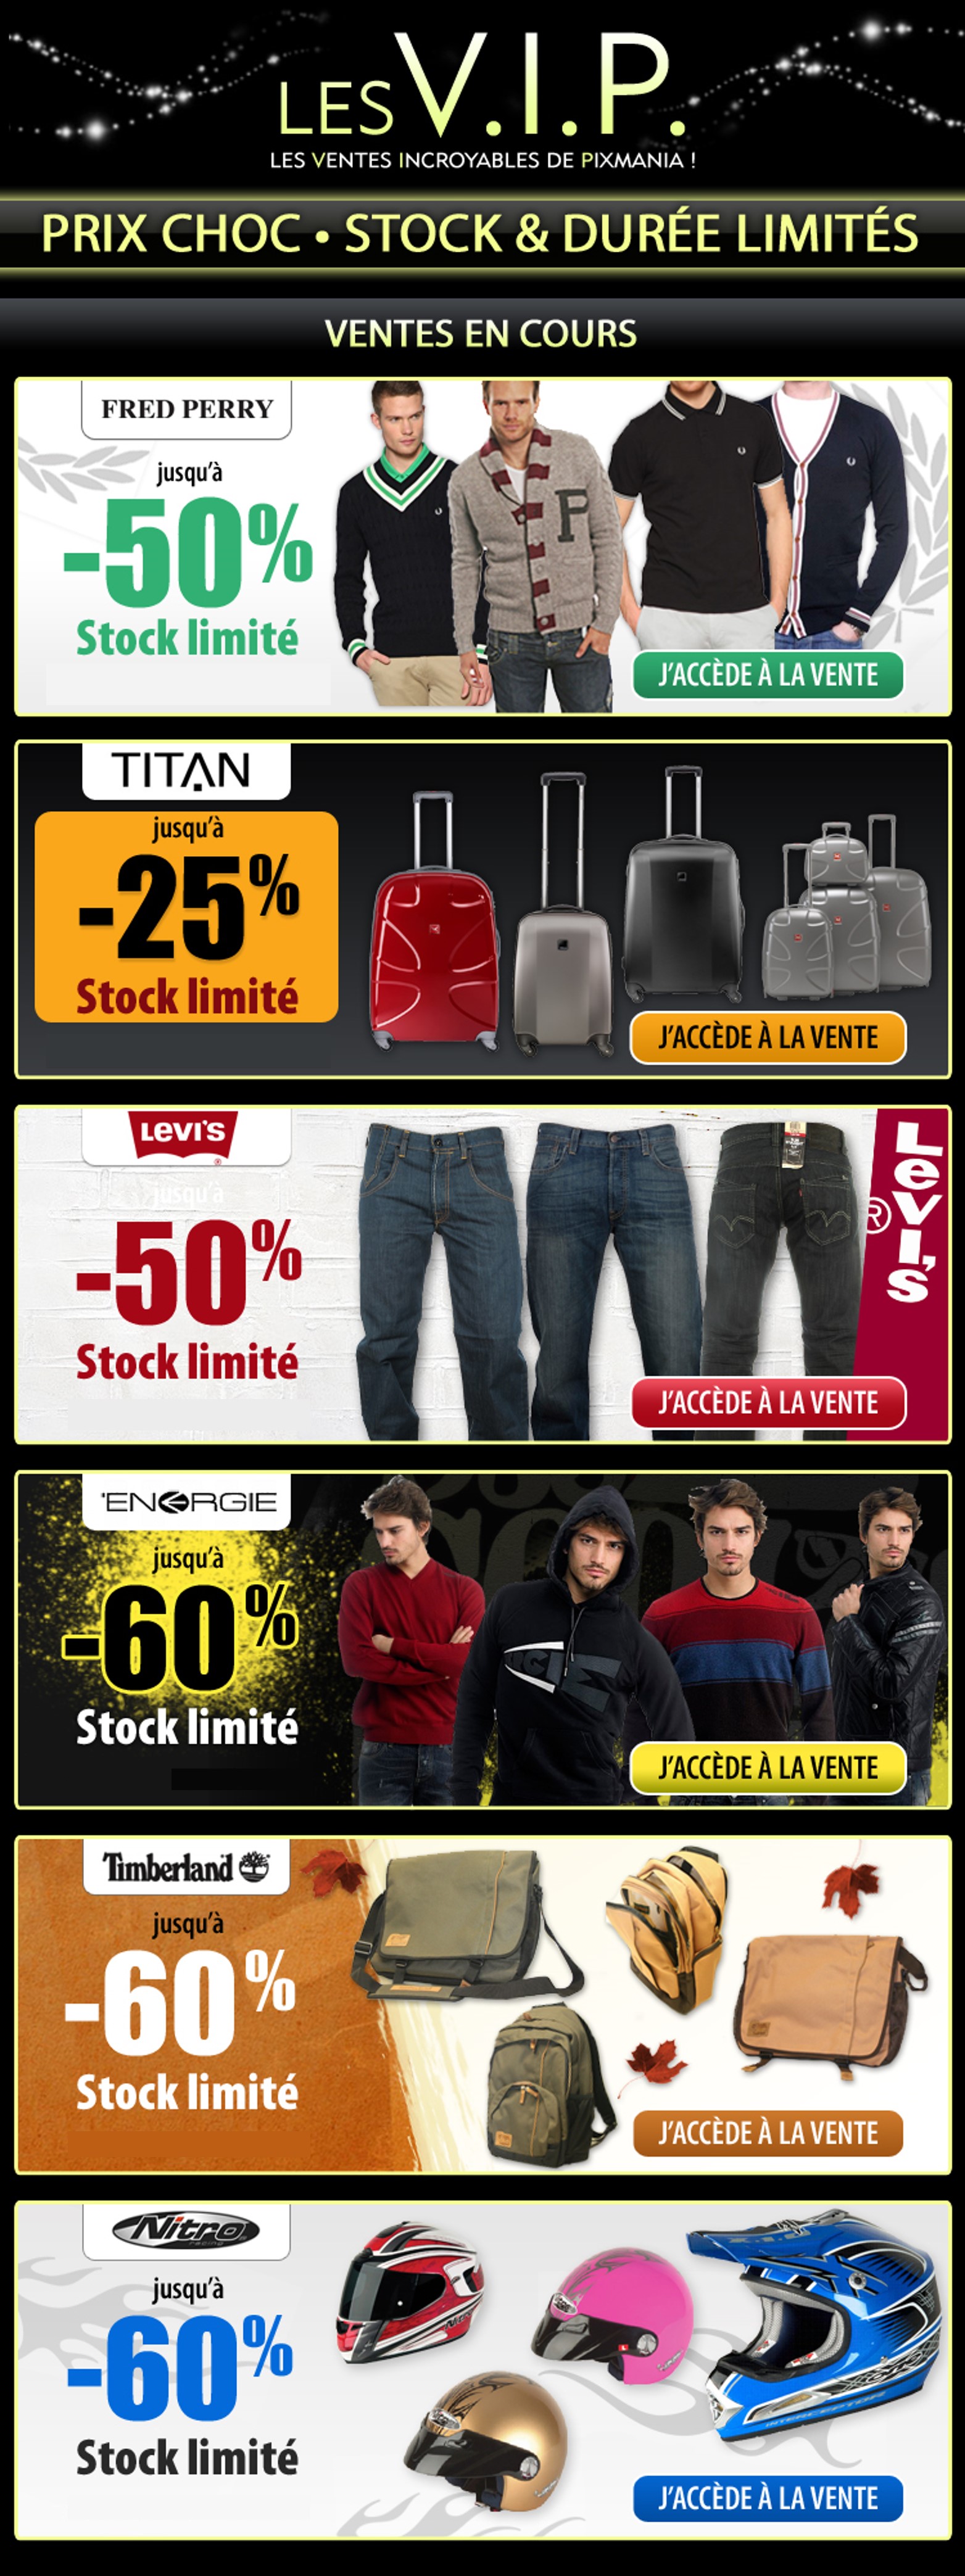 LES V.I.P.
LES VENTES INCROYABLES DE PIXMANIA !
PRIX CHOC • STOCK & DURÉE LIMITÉS
VENTES EN COURS
FRED PERRY
jusqu'à
-50%
Stock limité
P
J'ACCÈDE À LA VENTE
TITAN
jusqu'à
-25%
Stock limité
J'ACCÈDE À LA VENTE
LEVI'S
®
jusqu'à
-50%
Stock limité
LEVI'S
®
J'ACCÈDE À LA VENTE
'ENERGIE
jusqu'à
-60%
Stock limité
J'ACCÈDE À LA VENTE
Timberland
jusqu'à
-60%
Stock limité
J'ACCÈDE À LA VENTE
Nitro
racing
jusqu'à
-60%
Stock limité
Nitro
INTERCEPTOR
J'ACCÈDE À LA VENTE